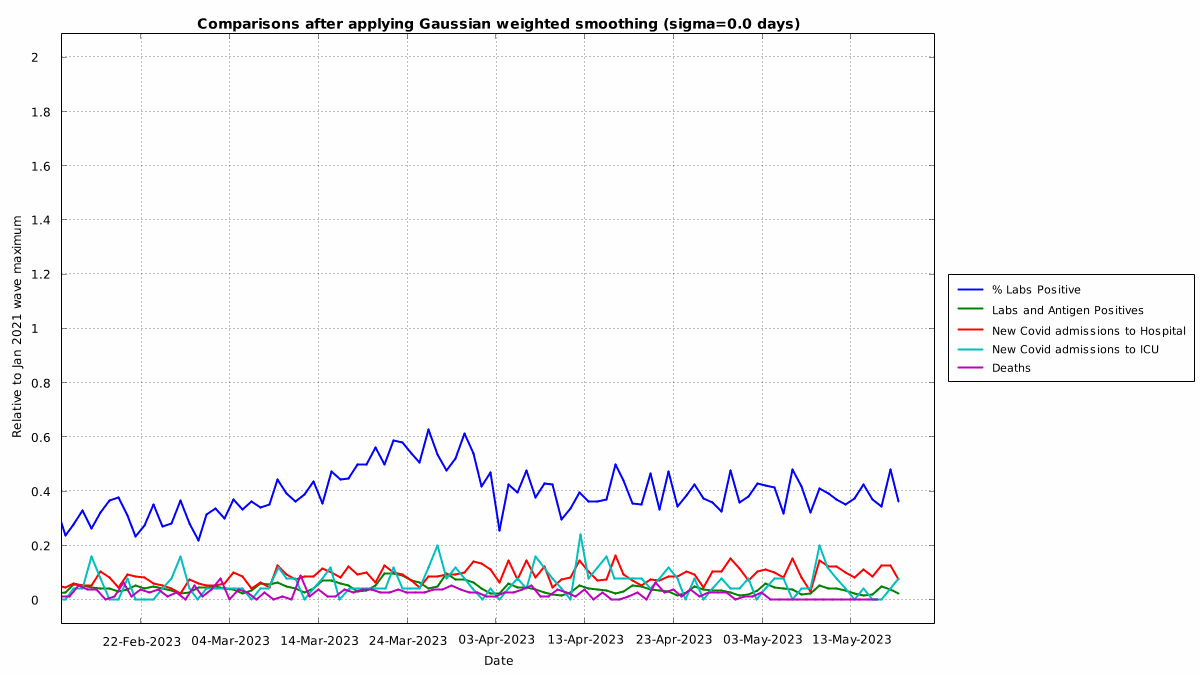 Comparisons after applying Gaussian weighted smoothing (sigma=0.0 days)
2
1.8
1.6
1.4
1.2
1
0.8
0.6
0.4
0.2
0
Relative to Jan 2021 wave maximum
22-Feb-2023 04-Mar-2023 14-Mar-2023 24-Mar-2023 03-Apr-2023 13-Apr-2023 23-Apr-2023 03-May-2023 13-May-2023
Date
% Labs Positive
Labs and Antigen Positives
New Covid admissions to Hospital
New Covid admissions to ICU
Deaths